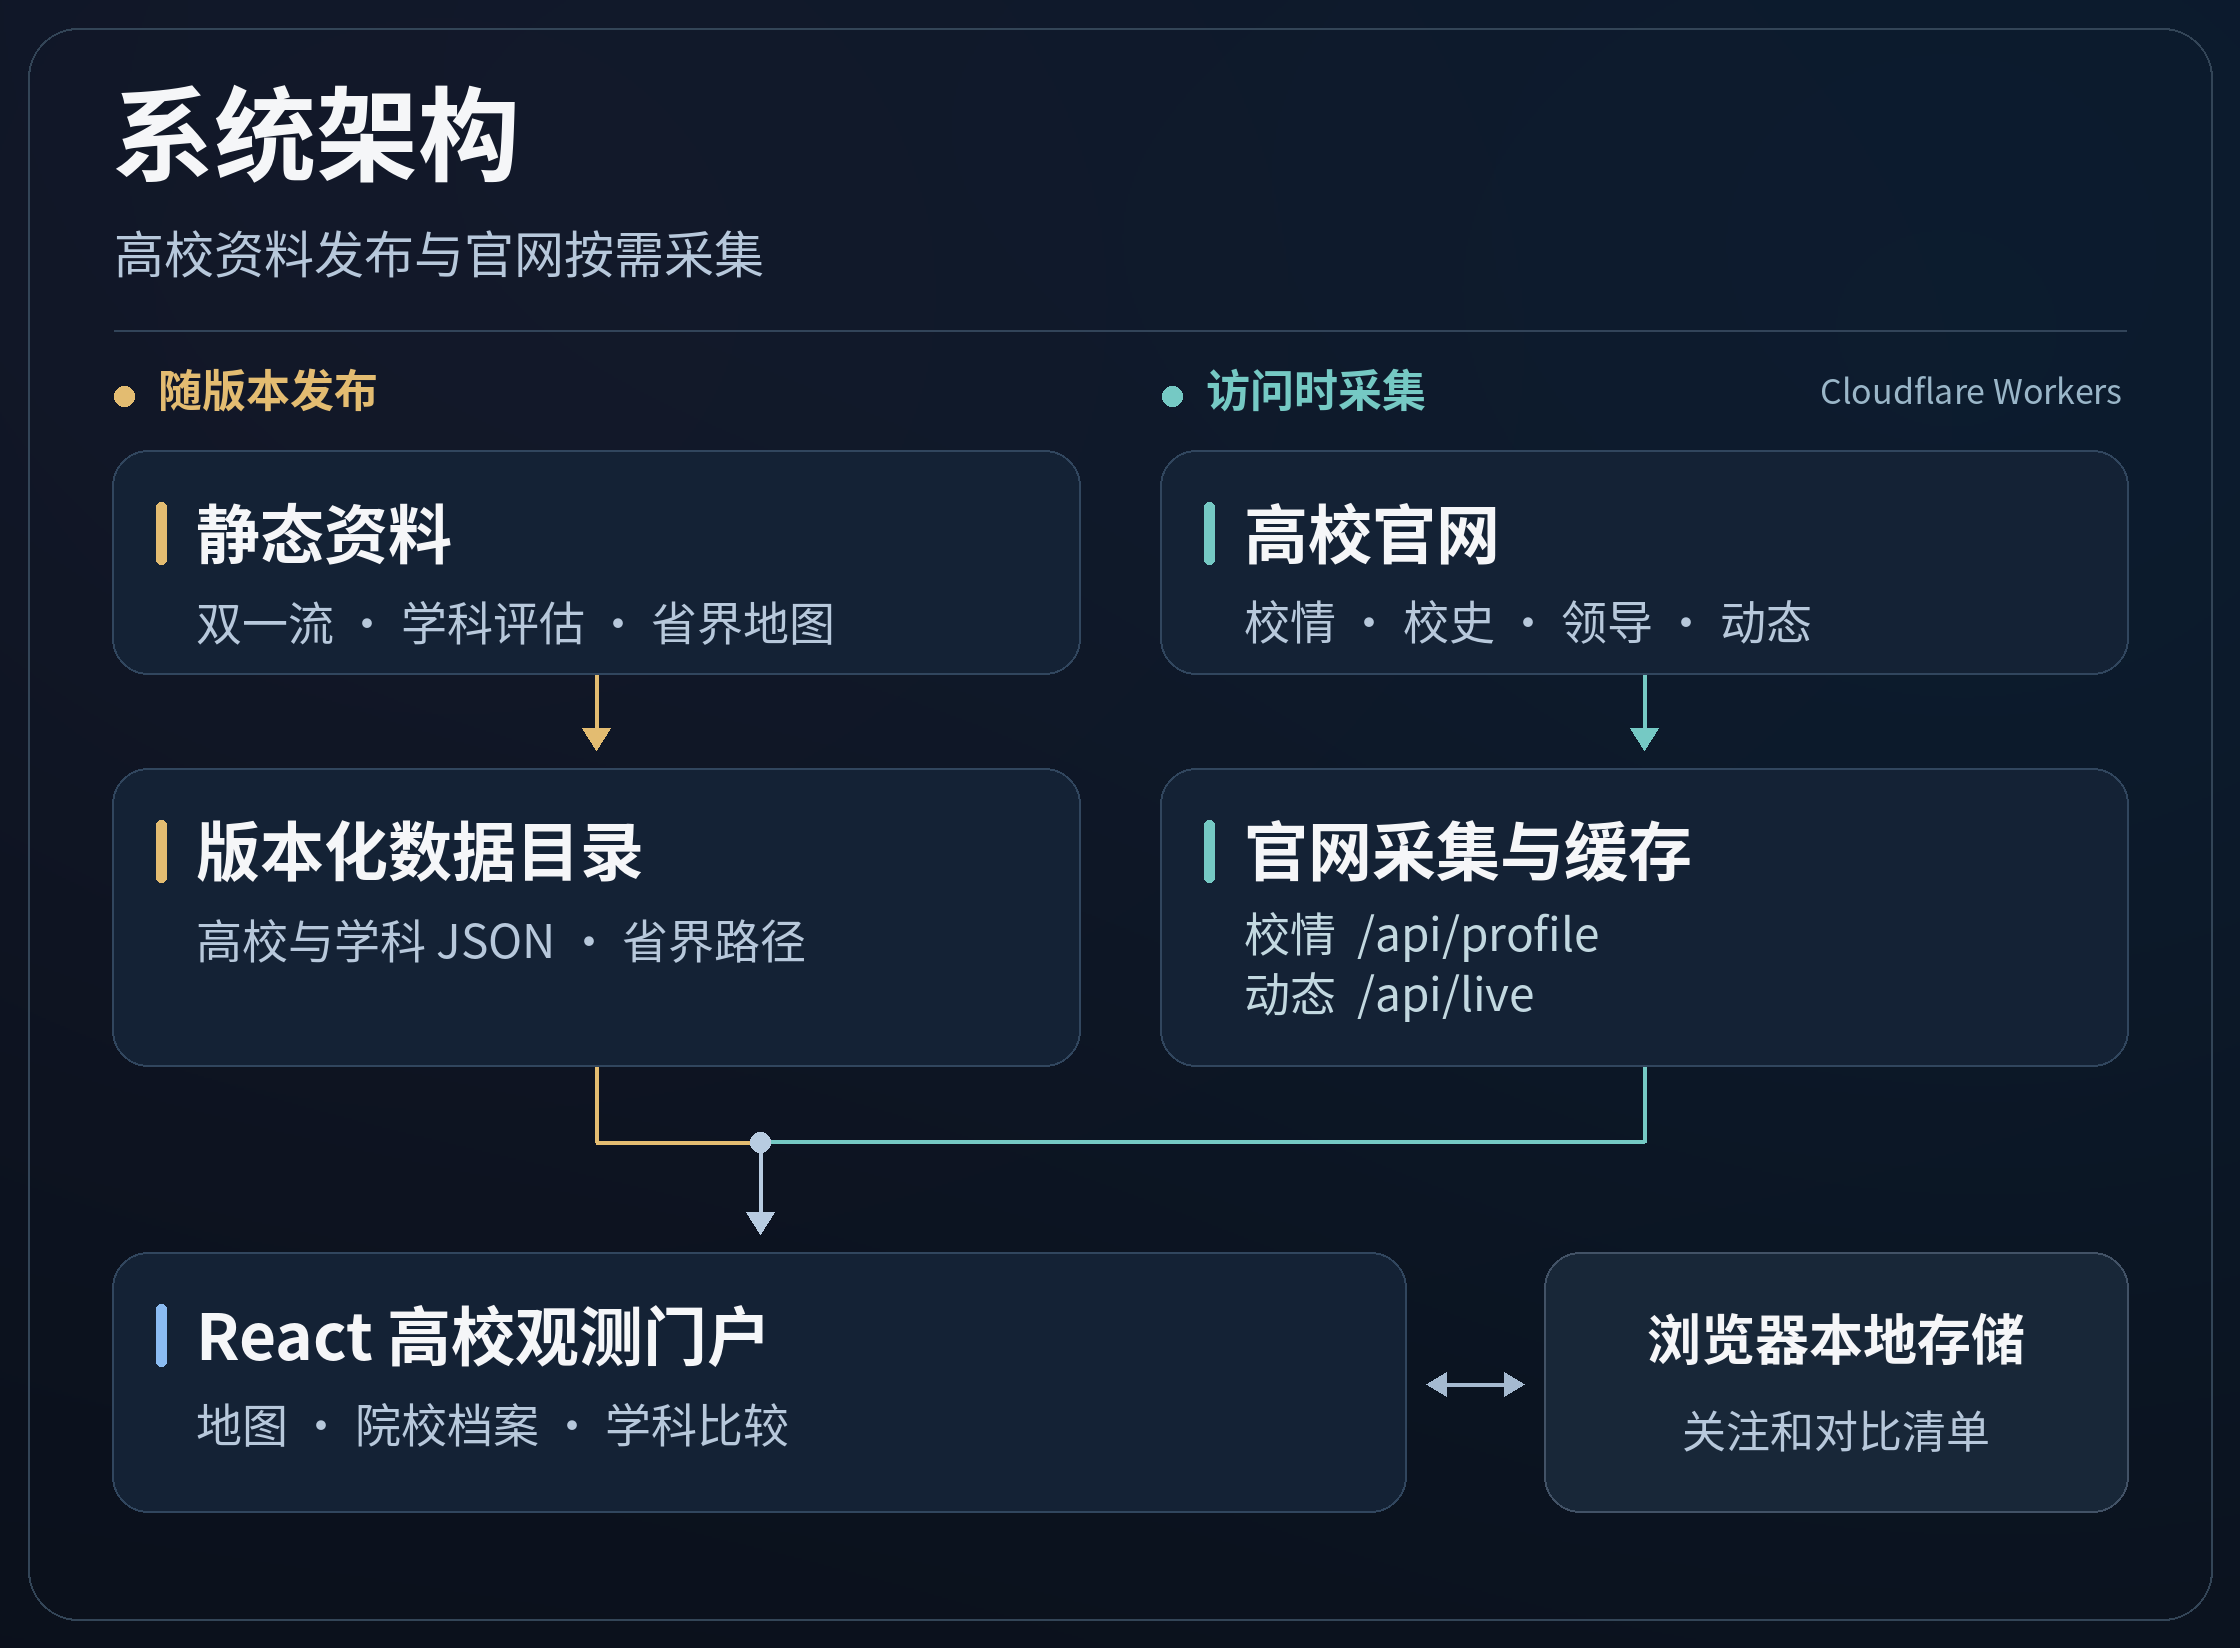 系统架构
高校资料发布与官网按需采集
随版本发布
访问时采集
Cloudflare Workers
静态资料
双一流 · 学科评估 · 省界地图
高校官网
校情 · 校史 · 领导 · 动态
版本化数据目录
高校与学科 JSON · 省界路径
官网采集与缓存
校情 /api/profile
动态 /api/live
React 高校观测门户
地图 · 院校档案 · 学科比较
浏览器本地存储
关注和对比清单